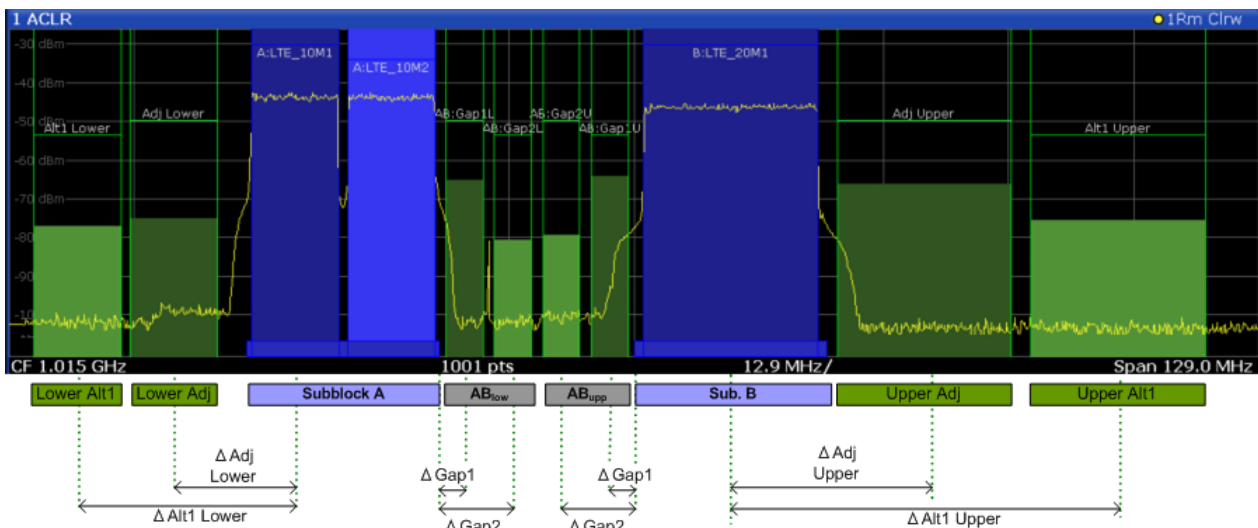 1 ACLR
1Rm Clrw
-30 dBm
A:LTE_10M1
B:LTE_20M1
A:LTE_10M2
-40 dBm
Adj Lower
AB:Gap1L
AB:Gap2U
Adj Upper
-50 dBm
Alt1 Lower
AB:Gap2L
AB:Gap1U
Alt1 Upper
-60 dBm
-70 dBm
-80
-90
CF 1.015 GHz
1001 pts
12.9 MHz/
Span 129.0 MHz
Lower Alt1
Lower Adj
Subblock A
ABlow
ABupp
Sub. B
Upper Adj
Upper Alt1
Δ Adj
Lower
Δ Gap1
Δ Gap1
Δ Adj
Upper
Δ Alt1 Lower
Δ Gap2
Δ Gap2
Δ Alt1 Upper